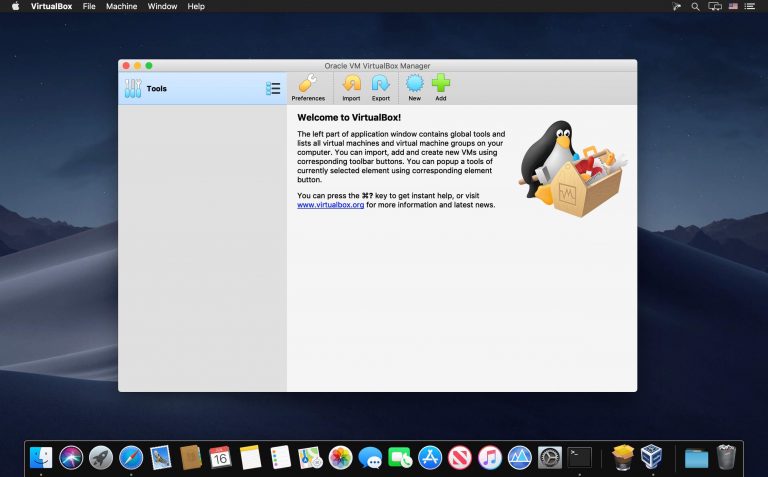 VirtualBox File Machine Window Help
Oracle VM VirtualBox Manager
Tools
Preferences Import Export New Add
Welcome to VirtualBox!
The left part of application window contains global tools and
lists all virtual machines and virtual machine groups on your
computer. You can import, add and create new VMs using
corresponding toolbar buttons. You can popup a tools of
currently selected element using corresponding element
button.
You can press the ⌘? key to get instant help, or visit
www.virtualbox.org for more information and latest news.
16